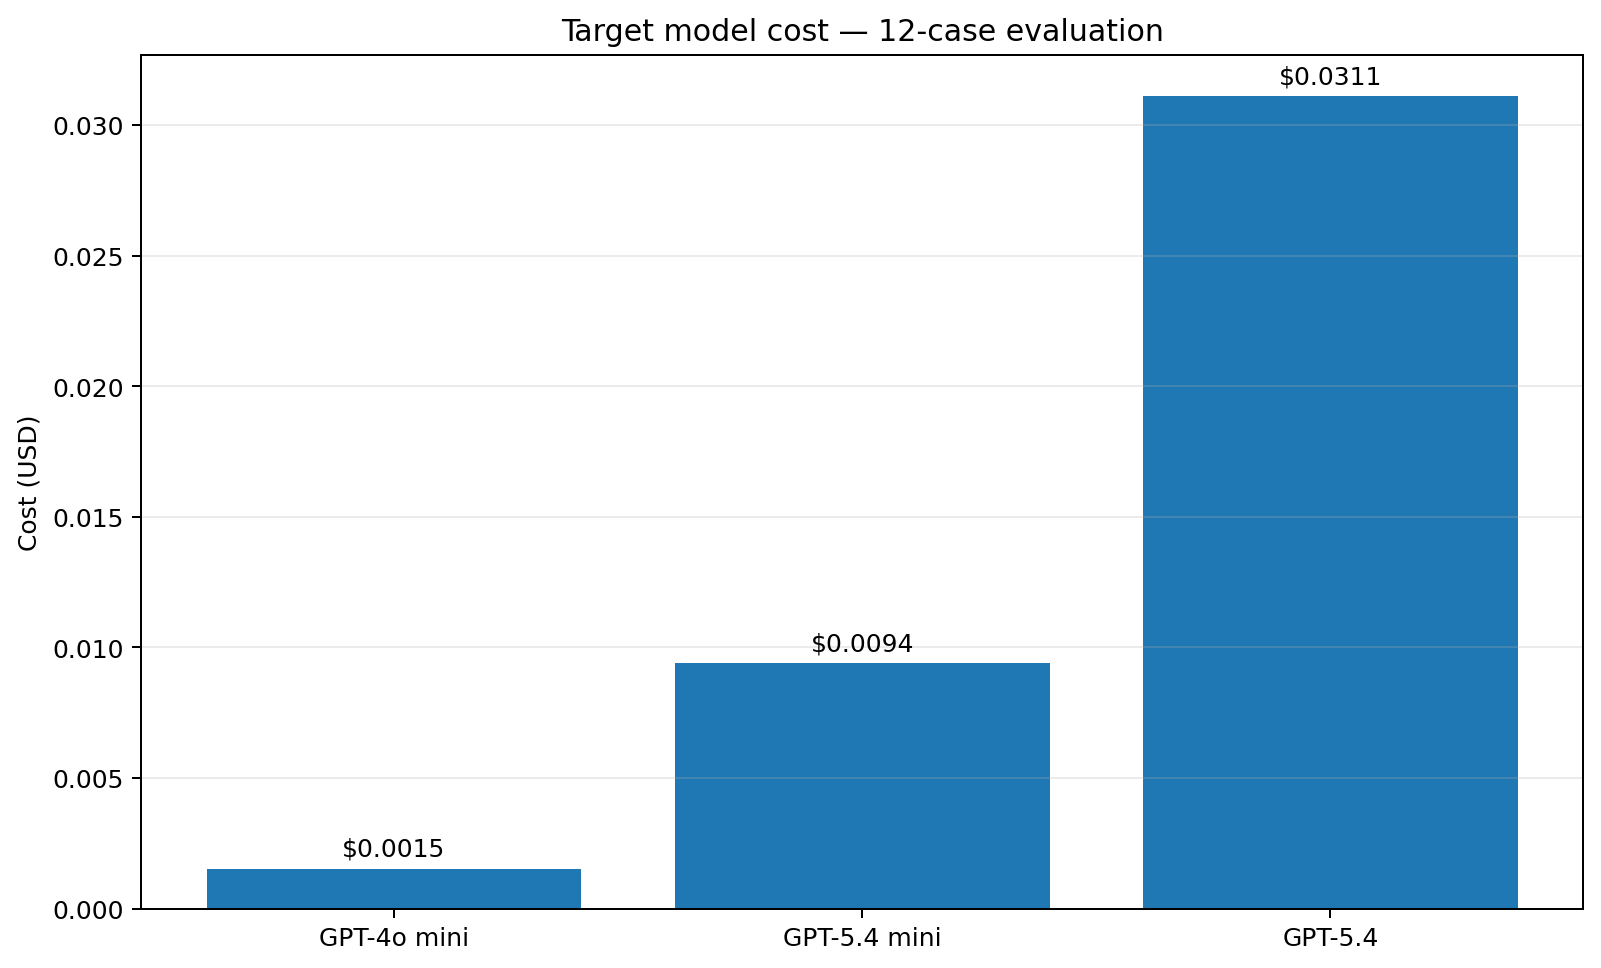 Target model cost — 12-case evaluation
$0.0311
0.030
0.025
0.020
0.015
$0.0094
0.010
0.005
$0.0015
0.000
Cost (USD)
GPT-4o mini
GPT-5.4 mini
GPT-5.4